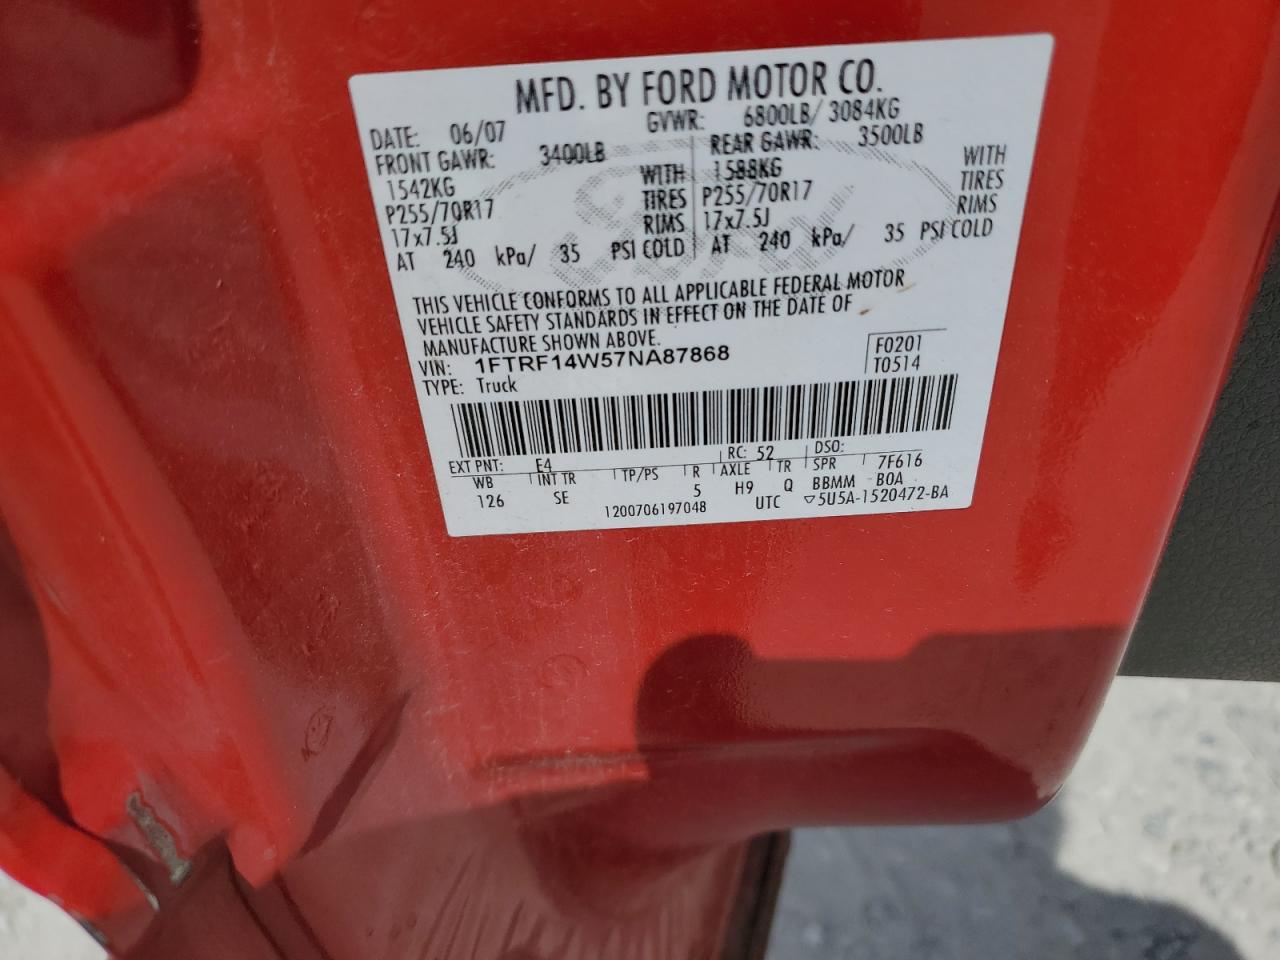 MFD. BY FORD MOTOR CO.
DATE: 06/07 GVWR: 6800LB/ 3084KG
FRONT GAWR: 3400LB REAR GAWR: 3500LB
1542KG WITH 1588KG WITH
P255/70R17 TIRES P255/70R17 TIRES
17x7.5J RIMS 17x7.5J RIMS
AT 240 kPa/ 35 PSI COLD AT 240 kPa/ 35 PSI COLD
THIS VEHICLE CONFORMS TO ALL APPLICABLE FEDERAL MOTOR
VEHICLE SAFETY STANDARDS IN EFFECT ON THE DATE OF
MANUFACTURE SHOWN ABOVE.
VIN: 1FTRF14W57NA87868 F0201
TYPE: Truck T0514
EXT PNT: E4 RC: 52 DSO:
WB INT TR TP/PS R AXLE TR SPR 7F616
126 SE 5 H9 Q BBMM B0A
1200706197048 UTC ▽5U5A-1520472-BA